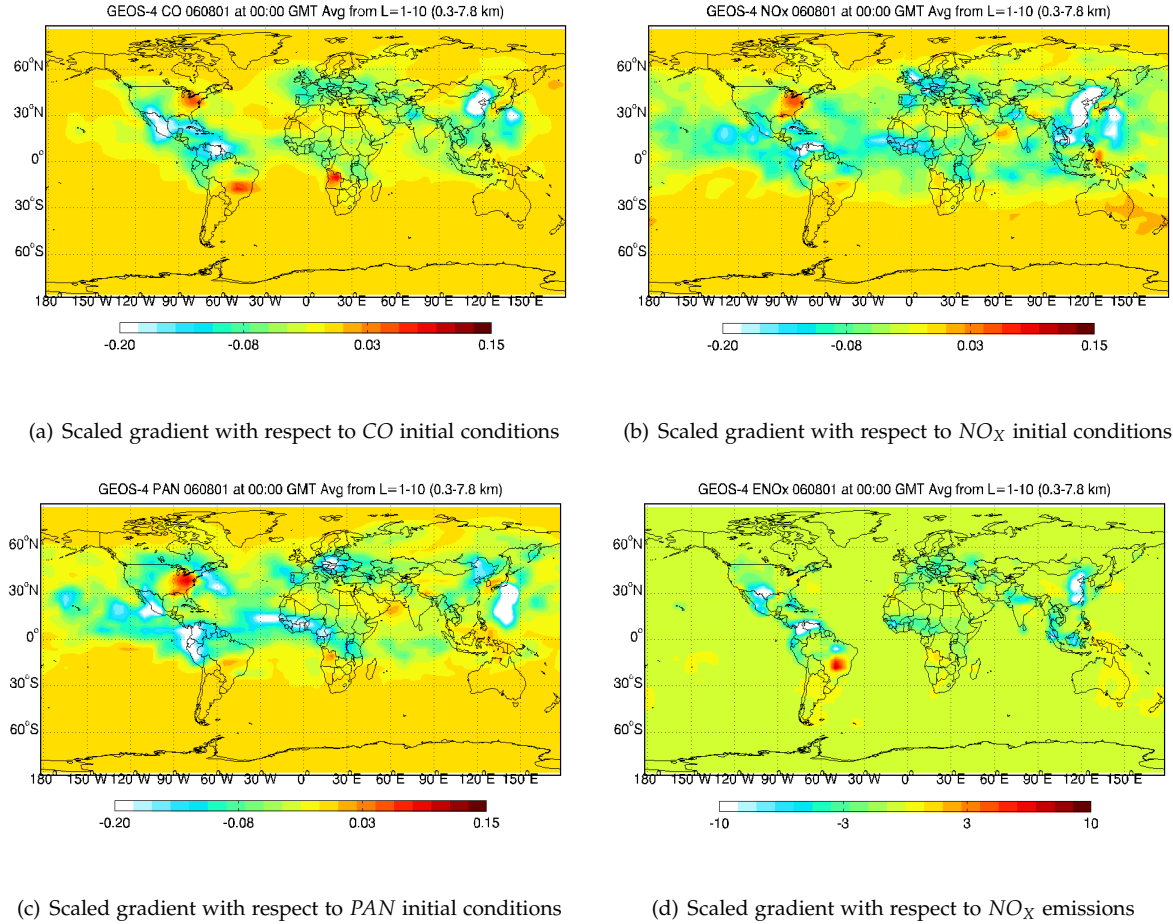 GEOS-4 CO 060801 at 00:00 GMT Avg from L=1-10 (0.3-7.8 km)
60°N
30°N
0°
30°S
60°S
180°W 150°W 120°W 90°W 60°W 30°W 0° 30°E 60°E 90°E 120°E 150°E
-0.20 -0.08 0.03 0.15
(a) Scaled gradient with respect to CO initial conditions
GEOS-4 NOx 060801 at 00:00 GMT Avg from L=1-10 (0.3-7.8 km)
60°N
30°N
0°
30°S
60°S
180°W 150°W 120°W 90°W 60°W 30°W 0° 30°E 60°E 90°E 120°E 150°E
-0.20 -0.08 0.03 0.15
(b) Scaled gradient with respect to NOX initial conditions
GEOS-4 PAN 060801 at 00:00 GMT Avg from L=1-10 (0.3-7.8 km)
60°N
30°N
0°
30°S
60°S
180°W 150°W 120°W 90°W 60°W 30°W 0° 30°E 60°E 90°E 120°E 150°E
-0.20 -0.08 0.03 0.15
(c) Scaled gradient with respect to PAN initial conditions
GEOS-4 ENOx 060801 at 00:00 GMT Avg from L=1-10 (0.3-7.8 km)
60°N
30°N
0°
30°S
60°S
180°W 150°W 120°W 90°W 60°W 30°W 0° 30°E 60°E 90°E 120°E 150°E
-10 -3 3 10
(d) Scaled gradient with respect to NOX emissions